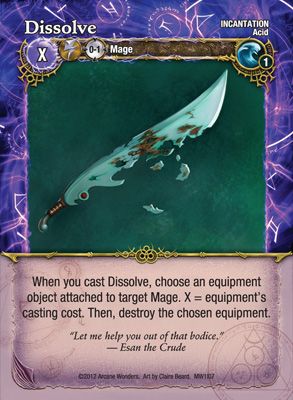 Dissolve
INCANTATION
Acid
X
0-1
Mage
1
When you cast Dissolve, choose an equipment
object attached to target Mage. X = equipment's
casting cost. Then, destroy the chosen equipment.
"Let me help you out of that bodice."
— Esan the Crude
©2012 Arcane Wonders. Art by Claire Beard. MW1I07